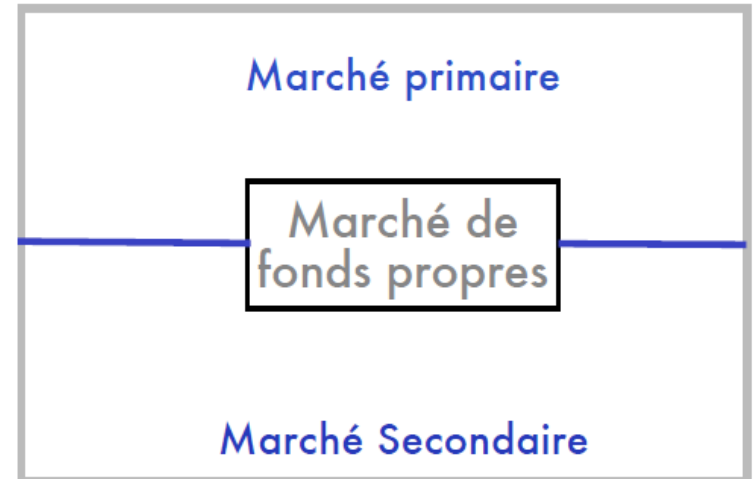 Marché primaire
Marché de
fonds propres
Marché Secondaire